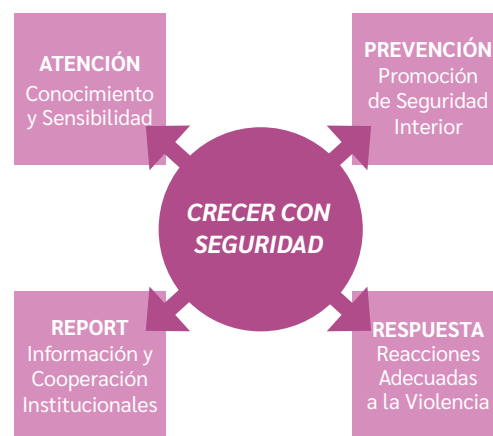 ATENCIÓN
Conocimiento
y Sensibilidad
PREVENCIÓN
Promoción
de Seguridad
Interior
CRECER CON
SEGURIDAD
REPORT
Información y
Cooperación
Institucionales
RESPUESTA
Reacciones
Adecuadas
a la Violencia